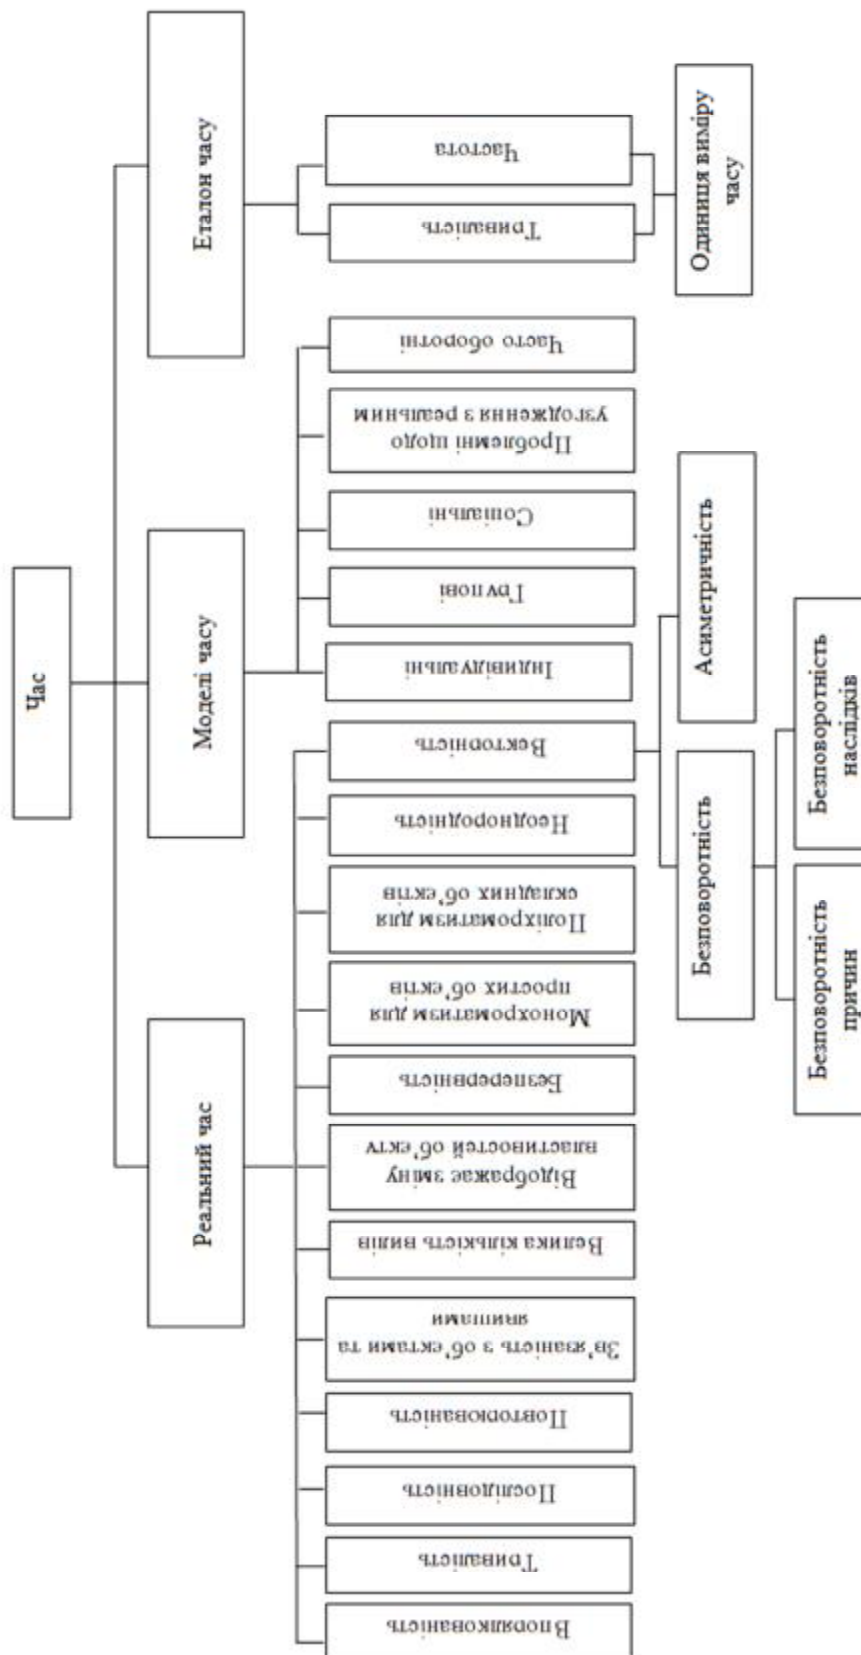 Час
Реальний час
Моделі часу
Еталон часу
Впорядкованість
Тривалість
Послідовність
Повторюваність
Зв’язаність з об’єктами та
явищами
Велика кількість видів
Відображає зміну
властивостей об’єкту
Безперервність
Монохроматизм для
простих об’єктів
Поліхроматизм для
складних об’єктів
Неоднородність
Векторність
Індивідуальні
Групові
Соціальні
Проблемні щодо
узгодження з реальним
Часто оборотні
Тривалість
Частота
Безповоротність
Асиметричність
Одиниця виміру
часу
Безповоротність
причин
Безповоротність
наслідків